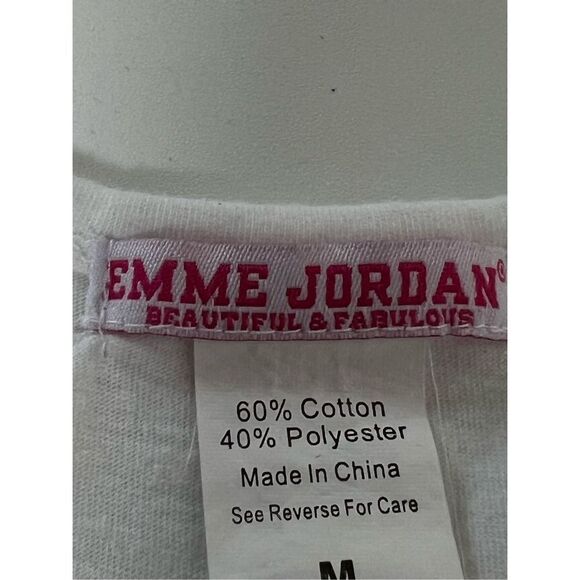 EMME JORDAN®
BEAUTIFUL & FABULOUS
60% Cotton
40% Polyester
Made In China
See Reverse For Care
M